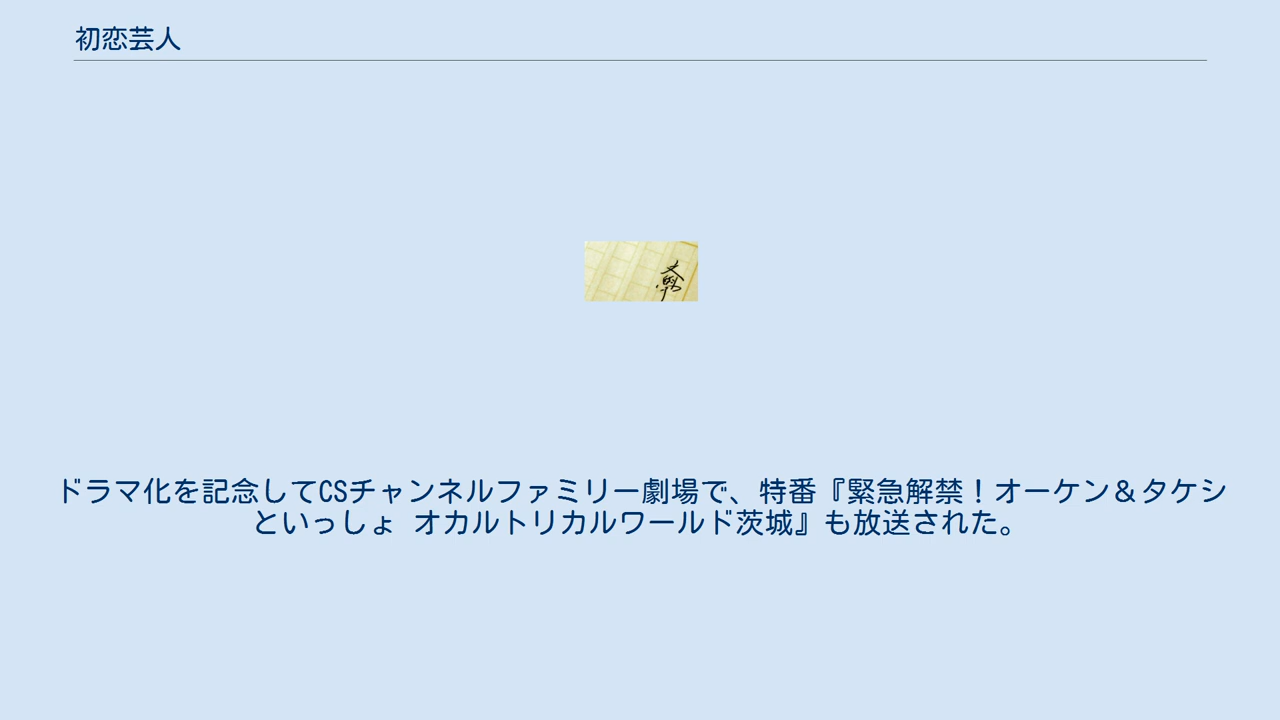 初恋芸人
ドラマ化を記念してCSチャンネルファミリー劇場で、特番『緊急解禁！オーケン＆タケシ
といっしょ オカルトリカルワールド茨城』も放送された。